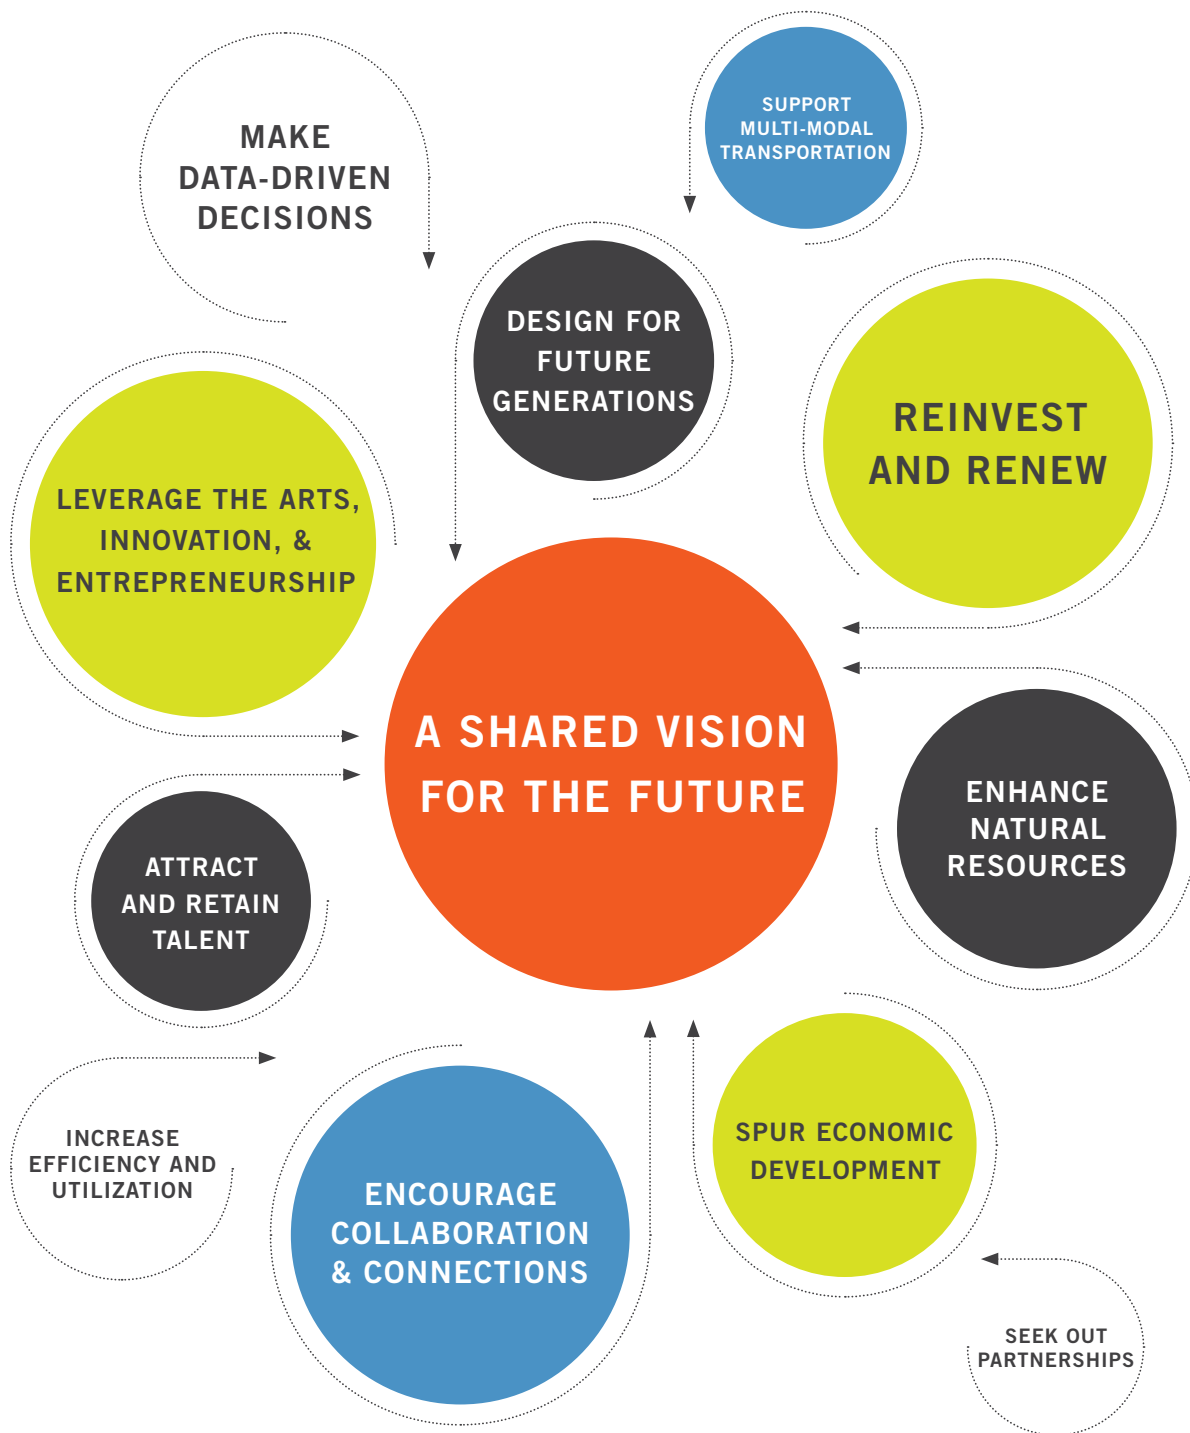 MAKE
DATA-DRIVEN
DECISIONS
SUPPORT
MULTI-MODAL
TRANSPORTATION
DESIGN FOR
FUTURE
GENERATIONS
REINVEST
AND RENEW
LEVERAGE THE ARTS,
INNOVATION, &
ENTREPRENEURSHIP
A SHARED VISION
FOR THE FUTURE
ENHANCE
NATURAL
RESOURCES
ATTRACT
AND RETAIN
TALENT
INCREASE
EFFICIENCY AND
UTILIZATION
ENCOURAGE
COLLABORATION
& CONNECTIONS
SPUR ECONOMIC
DEVELOPMENT
SEEK OUT
PARTNERSHIPS